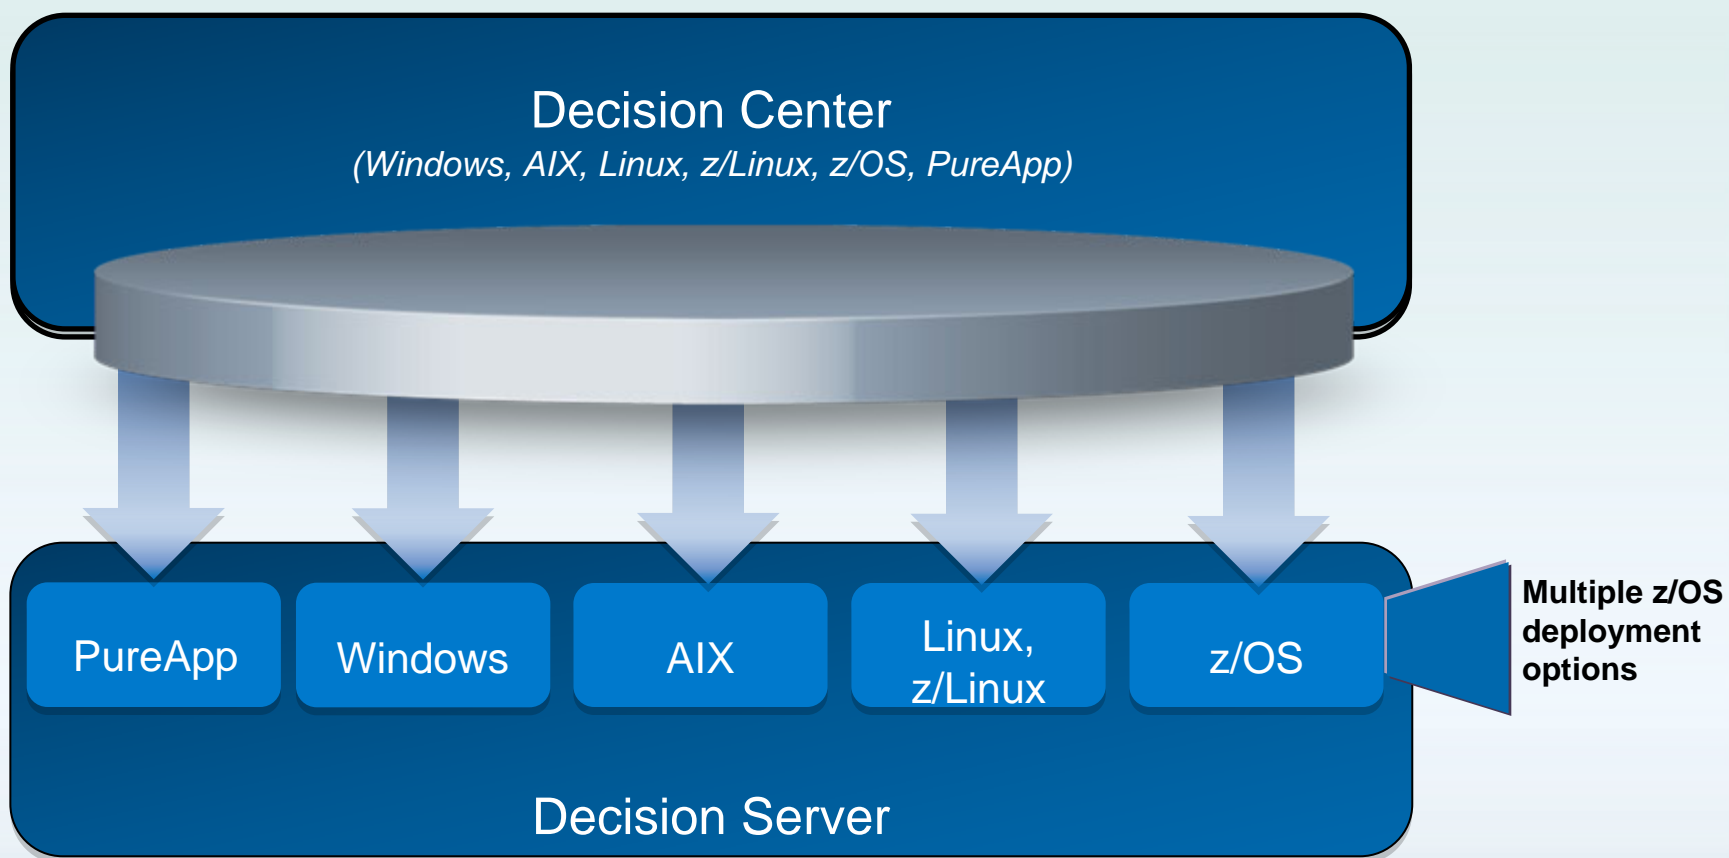 Decision Center
(Windows, AIX, Linux, z/Linux, z/OS, PureApp)
PureApp
Windows
AIX
Linux,
z/Linux
z/OS
Multiple z/OS
deployment
options
Decision Server